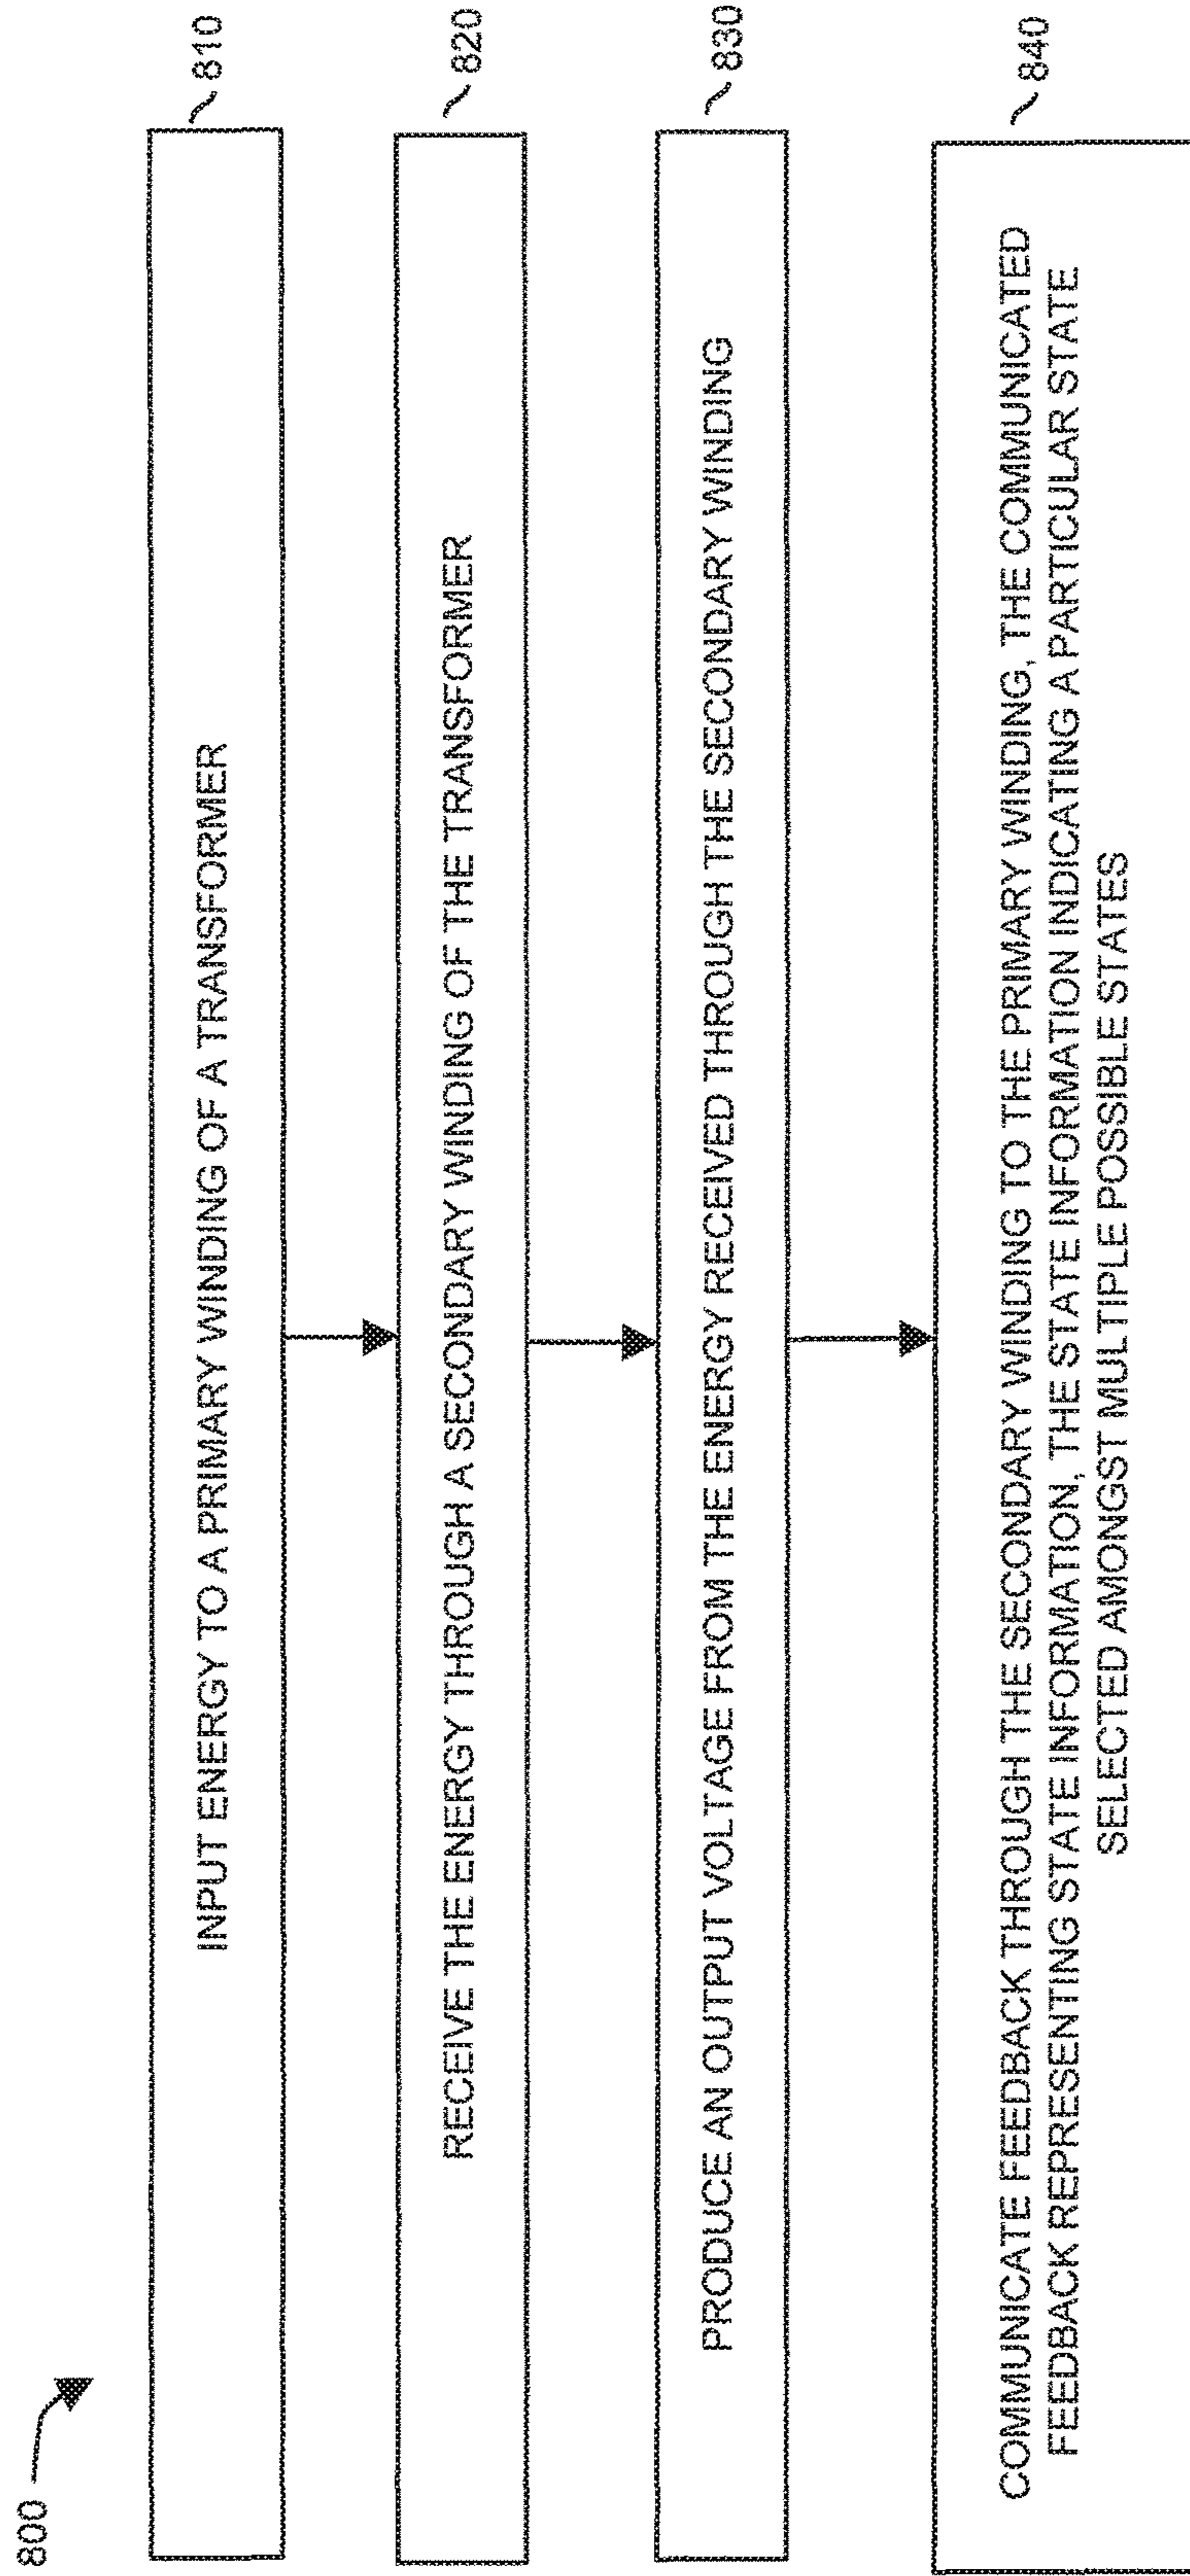 800
INPUT ENERGY TO A PRIMARY WINDING OF A TRANSFORMER
810
RECEIVE THE ENERGY THROUGH A SECONDARY WINDING OF THE TRANSFORMER
820
PRODUCE AN OUTPUT VOLTAGE FROM THE ENERGY RECEIVED THROUGH THE SECONDARY WINDING
830
COMMUNICATE FEEDBACK THROUGH THE SECONDARY WINDING TO THE PRIMARY WINDING, THE COMMUNICATED
FEEDBACK REPRESENTING STATE INFORMATION, THE STATE INFORMATION INDICATING A PARTICULAR STATE
SELECTED AMONGST MULTIPLE POSSIBLE STATES
840